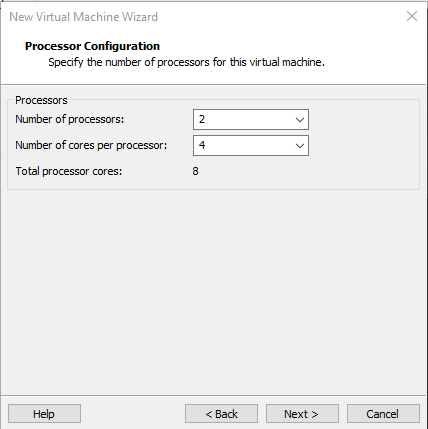 New Virtual Machine Wizard
Processor Configuration
Specify the number of processors for this virtual machine.
Processors
Number of processors: 2
Number of cores per processor: 4
Total processor cores: 8
Help < Back Next > Cancel